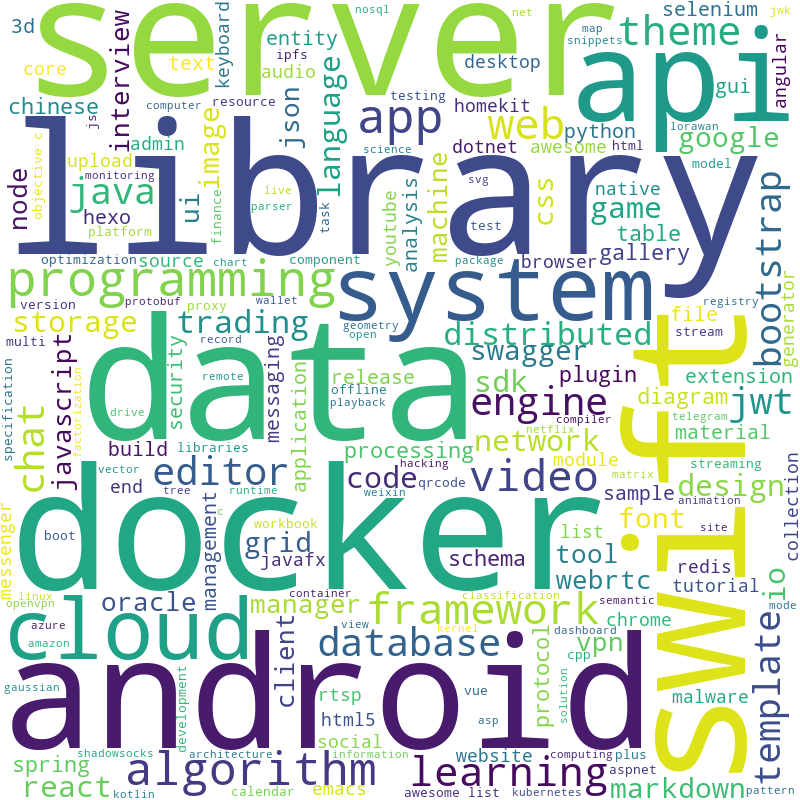 server
library
api
data
docker
android
swift
system
cloud
programming
nosql
net
selenium
jwk
3d
keyboard
entity
ipfs
map
snippets
theme
core
text
audio
desktop
gui
angular
chinese
computer
resource
testing
homekit
app
web
python
lorawan
google
interview
jsp
json
language
image
admin
science
dotnet
awesome
html
model
node
objective c
upload
monitoring
live
parser
svg
native
java
hexo
ui
finance
task
youtube
analysis
machine
test
css
game
table
bootstrap
platform
optimization
source
chart
component
browser
package
gallery
version
protobuf
proxy
wallet
geometry
open
file
registry
stream
generator
storage
trading
record
distributed
multi
javascript
security
remote
messaging
offline
release
playback
swagger
sdk
plugin
diagram
extension
jwt
specification
factorization
chat
drive
application
engine
netflix
compiler
telegram
material
build
libraries
processing
network
module
matrix
streaming
collection
editor
end
vector
tree
runtime
hacking
code
weixin
qrcode
video
sample
animation
design
messenger
management
c
workbook
font
list
site
boot
grid
javafx
schema
tool
redis
linux
openvpn
container
classification
webrtc
semantic
tutorial
io
mode
oracle
manager
framework
azure
amazon
client
view
kernel
database
dashboard
vpn
chrome
template
protocol
cpp
solution
gaussian
development
rtsp
vue
malware
html5
asp
social
shadowsocks
architecture
information
website
computing
plus
spring
algorithm
learning
aspnet
react
kotlin
calendar
emacs
awesome list
kubernetes
markdown
pattern